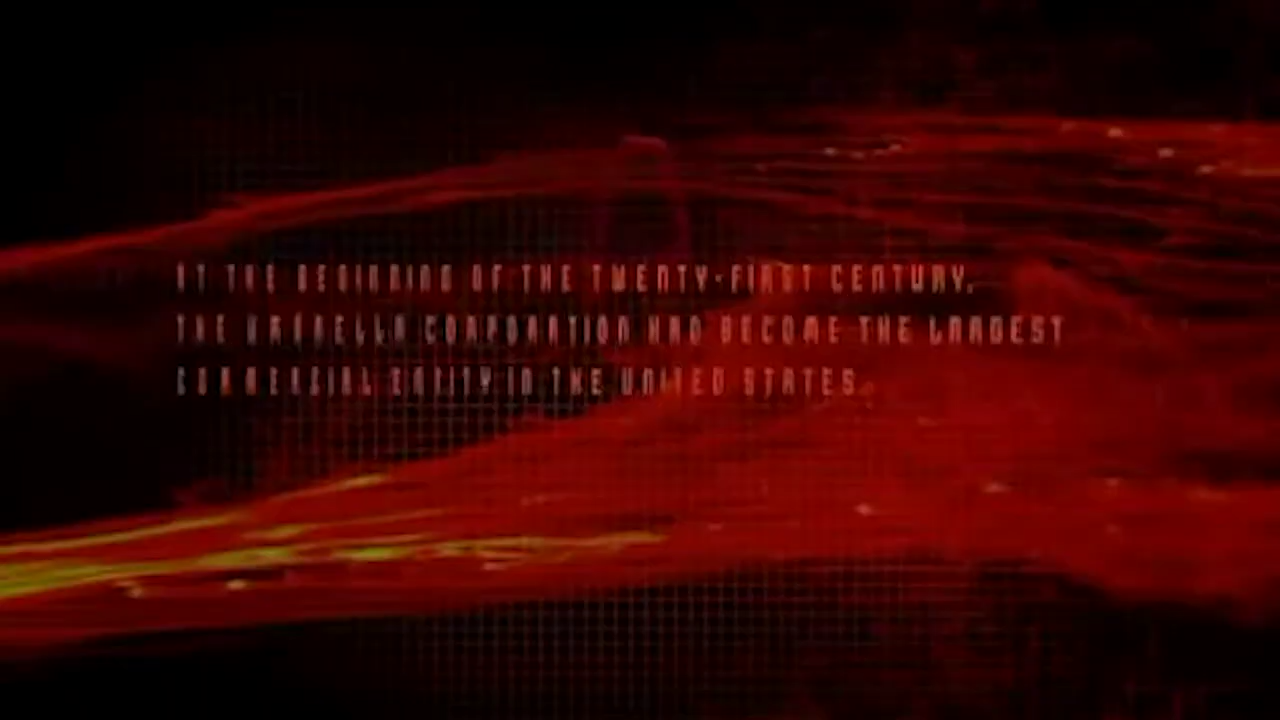 AT THE BEGINNING OF THE TWENTY-FIRST CENTURY,
THE UMBRELLA CORPORATION HAD BECOME THE LARGEST
COMMERCIAL ENTITY IN THE UNITED STATES.